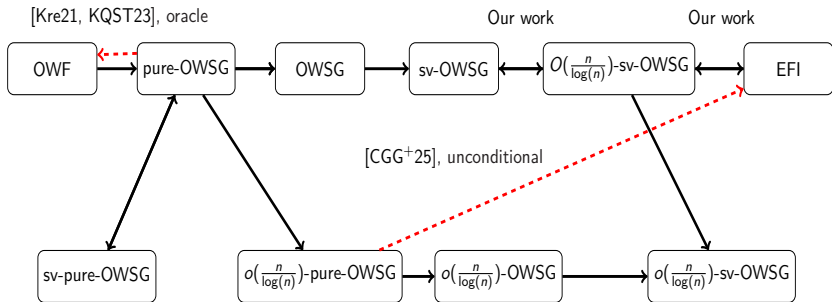 [Kre21, KQST23], oracle
Our work
Our work
OWF
pure-OWSG
OWSG
sv-OWSG
O(n/log(n))-sv-OWSG
EFI
[CGG+25], unconditional
sv-pure-OWSG
o(n/log(n))-pure-OWSG
o(n/log(n))-OWSG
o(n/log(n))-sv-OWSG